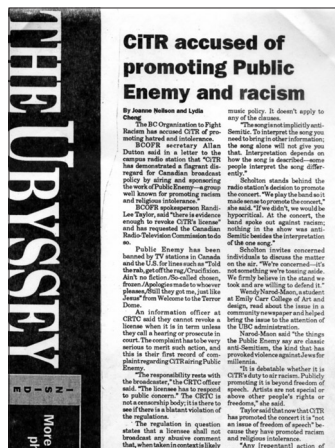 THE UBYSSEY
CiTR accused of
promoting Public
Enemy and racism
By Joanne Neilson and Lydia
Cheng
The BC Organization to Fight
Racism has accused CiTR of pro-
moting hatred and intolerance.
BCOFR secretary Allan
Dutton said in a letter to the
campus radio station that "CiTR
has demonstrated a flagrant dis-
regard for Canadian broadcast
policy by airing and sponsoring
the work of Public Enemy—a group
well known for promoting racism
and religious intolerance."
BCOFR spokesperson Randi-
Lee Taylor, said "there is evidence
enough to revoke CiTR's license"
and has requested the Canadian
Radio-Television Commission to do
so.
Public Enemy has been
banned by TV stations in Canada
and the U.S. for lines such as "Told
the rab, get off the rag,/Crucifixion.
Ain't no fiction./So-called chosen,
frozen./Apologies made to whoever
pleases,/Still they got me, just like
Jesus" from Welcome to the Terror
Dome.
An information officer at
CRTC said they cannot revoke a
license when it is in term unless
they call a hearing or prosecute in
court. The complaint has to be very
serious to merit such action, and
this is their first record of com-
plaint regarding CiTR airing Public
Enemy.
"The responsibility rests with
the broadcaster," the CRTC officer
said. "The licensee has to respond
to public concern." The CRTC is
not a censorship body; it is there to
see if there is a blatant violation of
the regulations.
The regulation in question
states that a licensee shall not
broadcast any abusive comment
that, when taken in context is likely
music policy. It doesn't apply to
any of the clauses.
"The song is not implicitly anti-
Semitic. To interpret the song you
need to bring in other information;
the song alone will not give you
that. Interpretation depends on
how the song is described—some
people interpret the song differ-
ently."
Scholten stands behind the
radio station's decision to promote
the concert. "We play the band so it
made sense to promote the concert,"
she said. "If we didn't, we would be
hypocritical. At the concert, the
band spoke out against racism;
nothing in the show was anti-
Semitic besides the interpretation
of the one song."
Scholten invites concerned
individuals to discuss the matter
on the air. "We're concerned—it's
not something we're tossing aside.
We firmly believe in the stand we
took and are willing to defend it."
Wendy Narod-Maon, a student
at Emily Carr College of Art and
design, read about the issue in a
community newspaper and helped
bring the issue to the attention of
the UBC administration.
Narod-Maon said "the things
the Public Enemy say are classic
anti-Semitism, the kind that has
provoked violence against Jews for
millennia.
"It is debatable whether it is
CiTR's duty to air racism. Publicly
promoting it is beyond freedom of
speech. Artists are not special or
above other people's rights or
freedoms," she said.
Taylor said that now that CiTR
has promoted the concert it is "not
an issue of freedom of speech" be-
cause they have promoted racism
and religious intolerance.
INSIDE
More